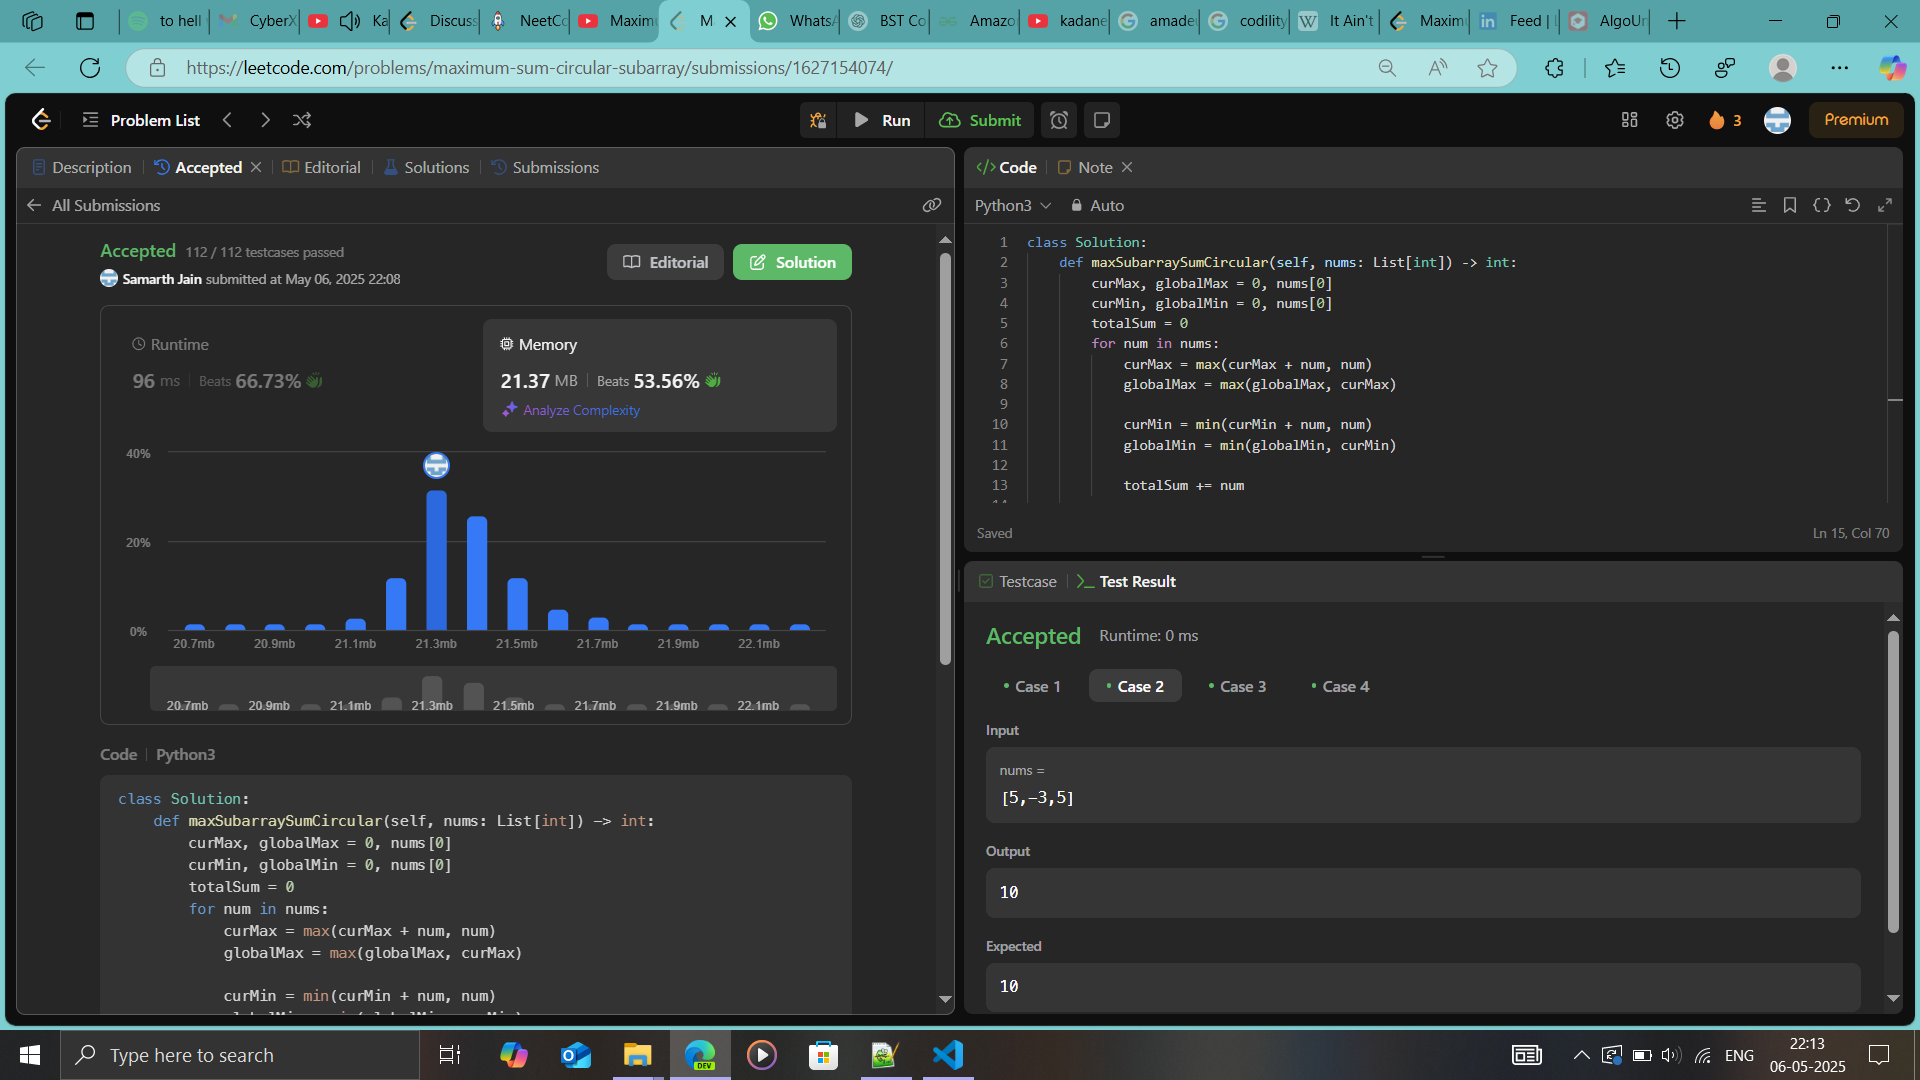 to hell
CyberX
Ka
Discuss
NeetCo
Maximu
M
WhatsA
BST Co
Amazo
kadane
amade
codility
It Ain't
Maximu
Feed | L
AlgoUn
https://leetcode.com/problems/maximum-sum-circular-subarray/submissions/1627154074/
Problem List
Run
Submit
3
Premium
Description
Accepted
Editorial
Solutions
Submissions
All Submissions
Accepted 112 / 112 testcases passed
Samarth Jain submitted at May 06, 2025 22:08
Editorial
Solution
Runtime
96 ms Beats 66.73%
Memory
21.37 MB Beats 53.56%
Analyze Complexity
40%
20%
0%
20.7mb 20.9mb 21.1mb 21.3mb 21.5mb 21.7mb 21.9mb 22.1mb
20.7mb 20.9mb 21.1mb 21.3mb 21.5mb 21.7mb 21.9mb 22.1mb
Code Python3
class Solution:
def maxSubarraySumCircular(self, nums: List[int]) -> int:
curMax, globalMax = 0, nums[0]
curMin, globalMin = 0, nums[0]
totalSum = 0
for num in nums:
curMax = max(curMax + num, num)
globalMax = max(globalMax, curMax)
curMin = min(curMin + num, num)
Code
Note
Python3
Auto
1 class Solution:
2 def maxSubarraySumCircular(self, nums: List[int]) -> int:
3 curMax, globalMax = 0, nums[0]
4 curMin, globalMin = 0, nums[0]
5 totalSum = 0
6 for num in nums:
7 curMax = max(curMax + num, num)
8 globalMax = max(globalMax, curMax)
9
10 curMin = min(curMin + num, num)
11 globalMin = min(globalMin, curMin)
12
13 totalSum += num
Saved
Ln 15, Col 70
Testcase
Test Result
Accepted Runtime: 0 ms
Case 1
Case 2
Case 3
Case 4
Input
nums =
[5,-3,5]
Output
10
Expected
10
Type here to search
DEV
ENG
22:13
06-05-2025